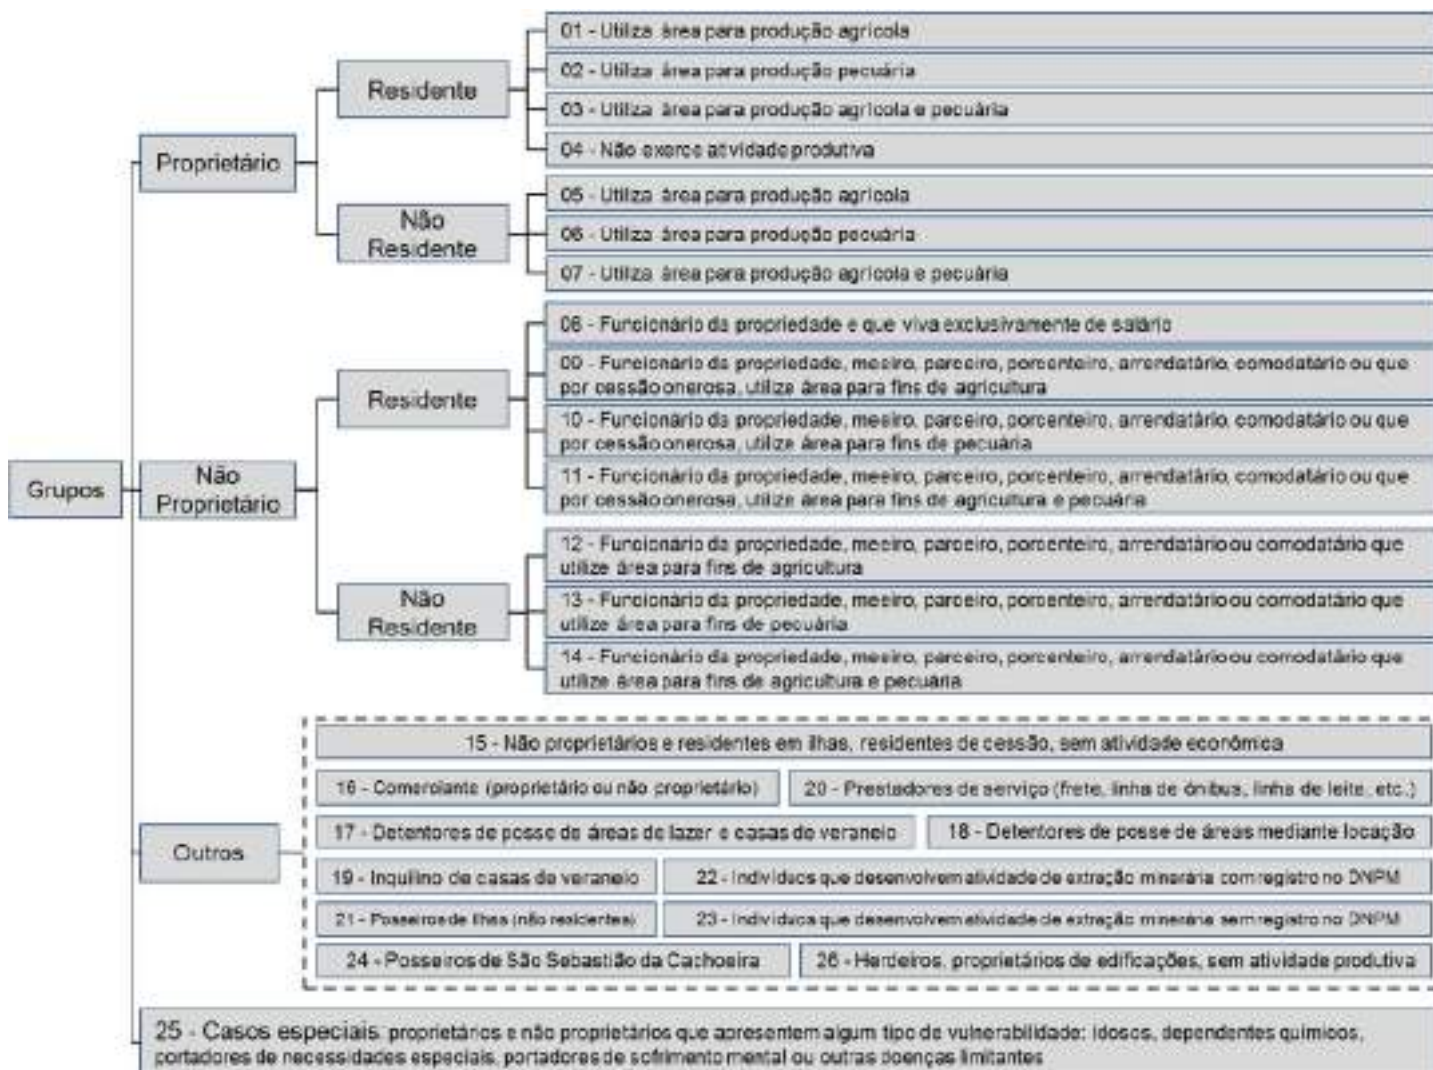 Grupos
Proprietário
Residente
01 - Utiliza área para produção agrícola
02 - Utiliza área para produção pecuária
03 - Utiliza área para produção agrícola e pecuária
04 - Não exerce atividade produtiva
Não
Residente
05 - Utiliza área para produção agrícola
06 - Utiliza área para produção pecuária
07 - Utiliza área para produção agrícola e pecuária
Não
Proprietário
Residente
08 - Funcionário da propriedade e que viva exclusivamente de salário
09 - Funcionário da propriedade, meeiro, parceiro, porcenteiro, arrendatário, comodatário ou que
por cessão onerosa, utilize área para fins de agricultura
10 - Funcionário da propriedade, meeiro, parceiro, porcenteiro, arrendatário, comodatário ou que
por cessão onerosa, utilize área para fins de pecuária
11 - Funcionário da propriedade, meeiro, parceiro, porcenteiro, arrendatário, comodatário ou que
por cessão onerosa, utilize área para fins de agricultura e pecuária
Não
Residente
12 - Funcionário da propriedade, meeiro, parceiro, porcenteiro, arrendatário ou comodatário que
utilize área para fins de agricultura
13 - Funcionário da propriedade, meeiro, parceiro, porcenteiro, arrendatário ou comodatário que
utilize área para fins de pecuária
14 - Funcionário da propriedade, meeiro, parceiro, porcenteiro, arrendatário ou comodatário que
utilize área para fins de agricultura e pecuária
Outros
15 - Não proprietários e residentes em ilhas, residentes de cessão, sem atividade econômica
16 - Comerciante (proprietário ou não proprietário)
20 - Prestadores de serviço (frete, linha de ônibus, linha de leite, etc.)
17 - Detentores de posse de áreas de lazer e casas de veraneio
18 - Detentores de posse de áreas mediante locação
19 - Inquilino de casas de veraneio
22 - Indivíduos que desenvolvem atividade de extração minerária com registro no DNPM
21 - Posseiros de Ilhas (não residentes)
23 - Indivíduos que desenvolvem atividade de extração minerária sem registro no DNPM
24 - Posseiros de São Sebastião da Cachoeira
26 - Herdeiros, proprietários de edificações, sem atividade produtiva
25 - Casos especiais: proprietários e não proprietários que apresentem algum tipo de vulnerabilidade: idosos, dependentes químicos,
portadores de necessidades especiais, portadores de sofrimento mental ou outras doenças limitantes